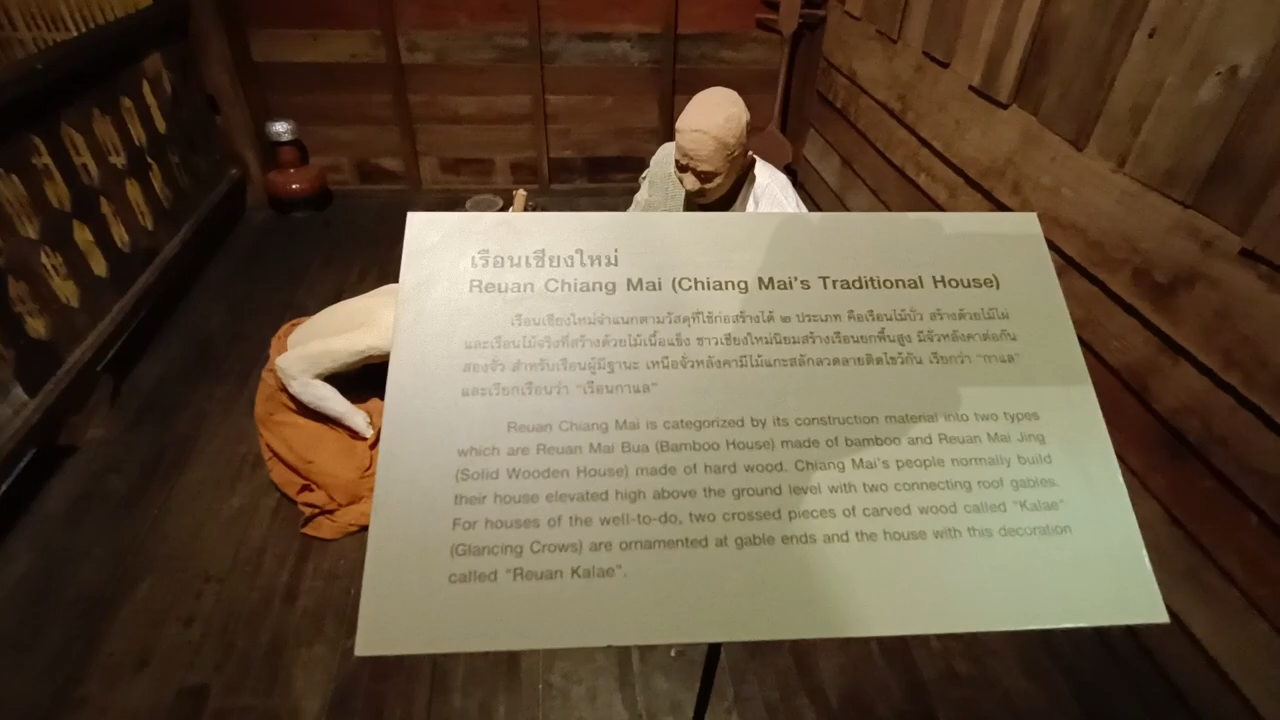 เรือนเชียงใหม่
Reuan Chiang Mai (Chiang Mai's Traditional House)
เรือนเชียงใหม่จำแนกตามวัสดุที่ใช้ก่อสร้างได้ ๒ ประเภท คือเรือนไม้บั่ว สร้างด้วยไม้ไผ่
และเรือนไม้จริงที่สร้างด้วยไม้เนื้อแข็ง ชาวเชียงใหม่นิยมสร้างเรือนยกพื้นสูง มีจั่วหลังคาต่อกัน
สองจั่ว สำหรับเรือนผู้มีฐานะ เหนือจั่วหลังคามีไม้แกะสลักลวดลายติดไขว้กัน เรียกว่า "กาแล"
และเรียกเรือนว่า "เรือนกาแล"
Reuan Chiang Mai is categorized by its construction material into two types
which are Reuan Mai Bua (Bamboo House) made of bamboo and Reuan Mai Jing
(Solid Wooden House) made of hard wood. Chiang Mai's people normally build
their house elevated high above the ground level with two connecting roof gables.
For houses of the well-to-do, two crossed pieces of carved wood called "Kalae"
(Glancing Crows) are ornamented at gable ends and the house with this decoration
called "Reuan Kalae".